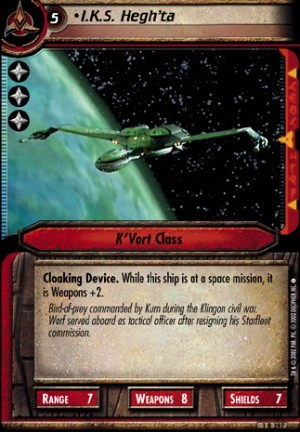 5 •I.K.S. Hegh'ta
K'Vort Class
Cloaking Device. While this ship is at a space mission, it
is Weapons +2.
Bird-of-prey commanded by Kurn during the Klingon civil war.
Worf served aboard as tactical officer after resigning his Starfleet
commission.
RANGE 7 WEAPONS 8 SHIELDS 7